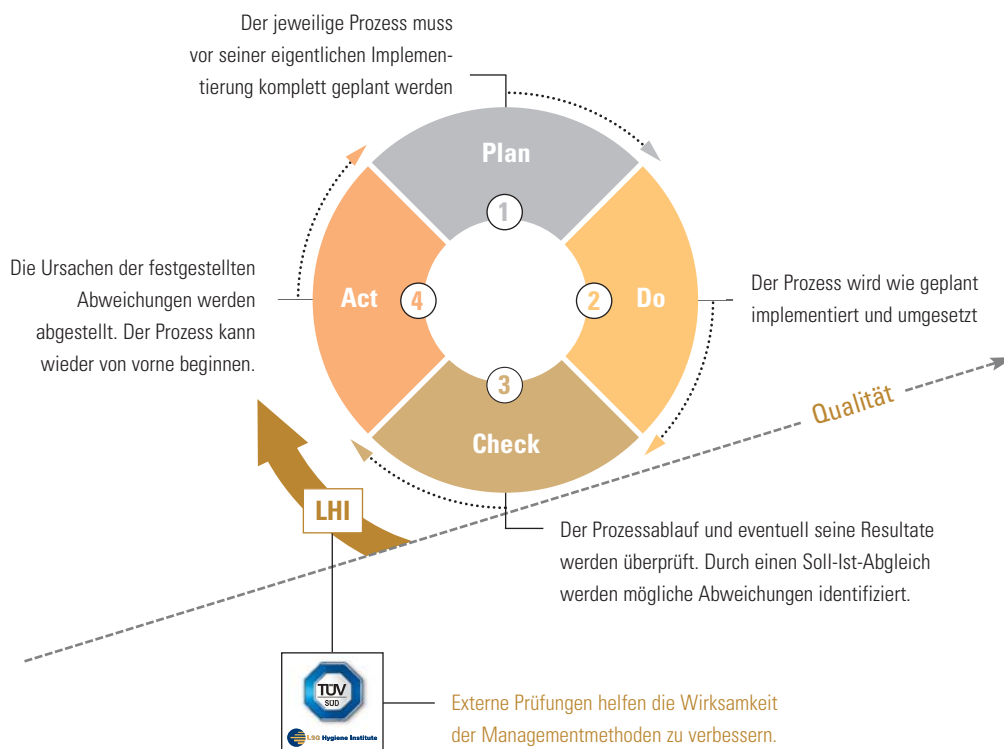 Der jeweilige Prozess muss
vor seiner eigentlichen Implemen-
tierung komplett geplant werden
Plan
1
Die Ursachen der festgestellten
Abweichungen werden
abgestellt. Der Prozess kann
wieder von vorne beginnen.
Act
4
2
Do
Der Prozess wird wie geplant
implementiert und umgesetzt
3
Check
Qualität
LHI
Der Prozessablauf und eventuell seine Resultate
werden überprüft. Durch einen Soll-Ist-Abgleich
werden mögliche Abweichungen identifiziert.
TÜV
SÜD
LSG Hygiene Institute
Externe Prüfungen helfen die Wirksamkeit
der Managementmethoden zu verbessern.